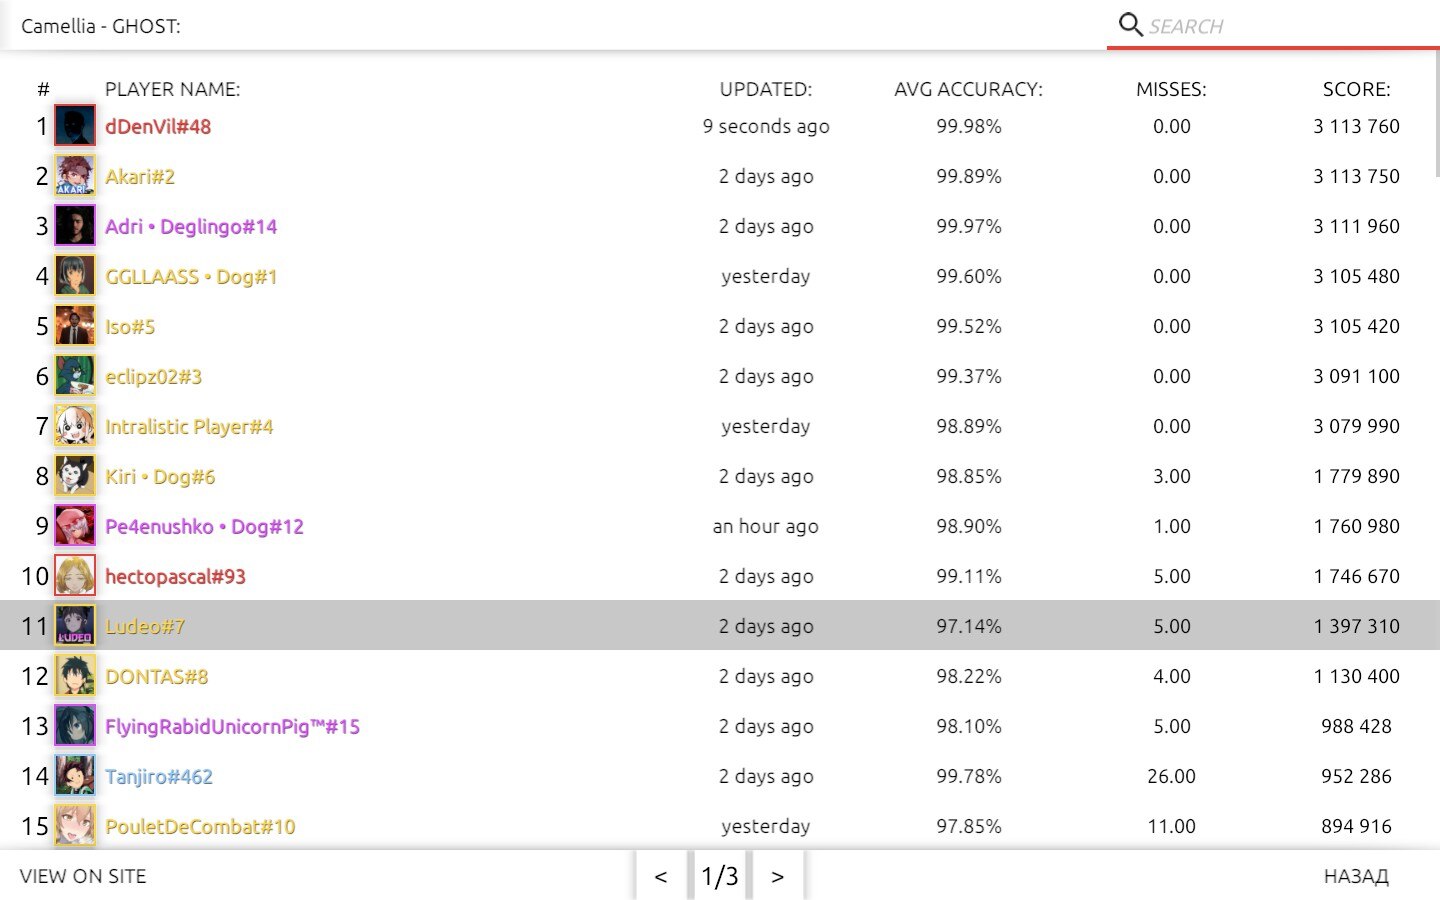 Camellia - GHOST:
SEARCH
# PLAYER NAME: UPDATED: AVG ACCURACY: MISSES: SCORE:
1 dDenVil#48 9 seconds ago 99.98% 0.00 3 113 760
2 AKARI Akari#2 2 days ago 99.89% 0.00 3 113 750
3 Adri • Deglingo#14 2 days ago 99.97% 0.00 3 111 960
4 GGLLAASS • Dog#1 yesterday 99.60% 0.00 3 105 480
5 Iso#5 2 days ago 99.52% 0.00 3 105 420
6 eclipz02#3 2 days ago 99.37% 0.00 3 091 100
7 Intralistic Player#4 yesterday 98.89% 0.00 3 079 990
8 Kiri • Dog#6 2 days ago 98.85% 3.00 1 779 890
9 Pe4enushko • Dog#12 an hour ago 98.90% 1.00 1 760 980
10 hectopascal#93 2 days ago 99.11% 5.00 1 746 670
11 LUDEO Ludeo#7 2 days ago 97.14% 5.00 1 397 310
12 DONTAS#8 2 days ago 98.22% 4.00 1 130 400
13 FlyingRabidUnicornPig™#15 2 days ago 98.10% 5.00 988 428
14 Tanjiro#462 2 days ago 99.78% 26.00 952 286
15 PouletDeCombat#10 yesterday 97.85% 11.00 894 916
VIEW ON SITE < 1/3 > НАЗАД